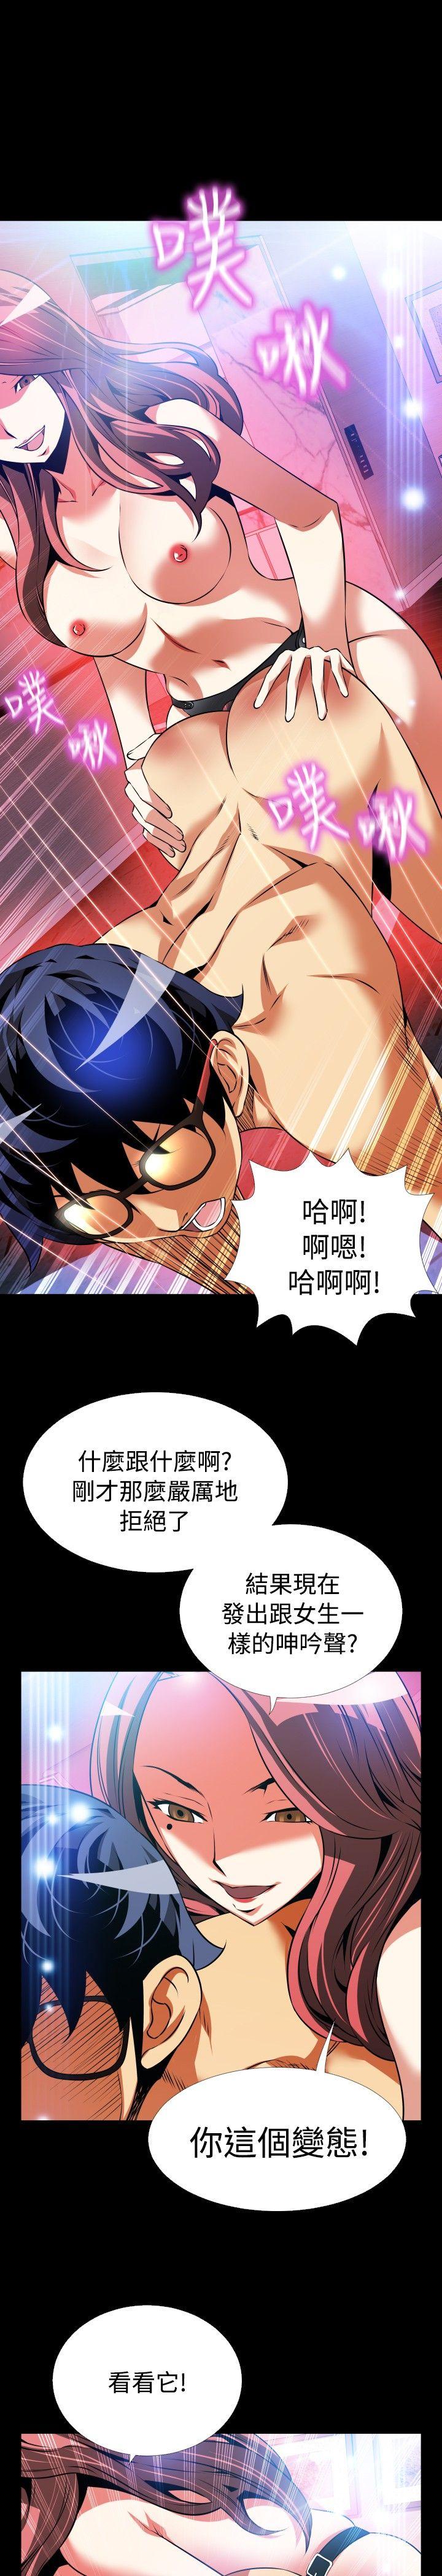 噗
啾
噗
啾
噗
啾
哈啊!
啊嗯!
哈啊啊!
什麼跟什麼啊?
剛才那麼嚴厲地
拒絕了
結果現在
發出跟女生一
樣的呻吟聲?
你這個變態!
看看它!